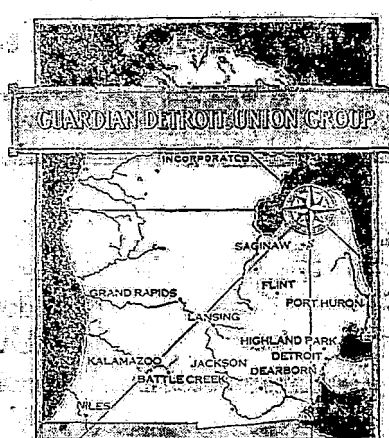 GUARDIAN DETROIT UNION GROUP
INCORPORATED
SAGINAW
FLINT
GRAND RAPIDS
PORT HURON
LANSING
HIGHLAND PARK
KALAMAZOO
JACKSON
DETROIT
DEARBORN
BATTLE CREEK
NILES